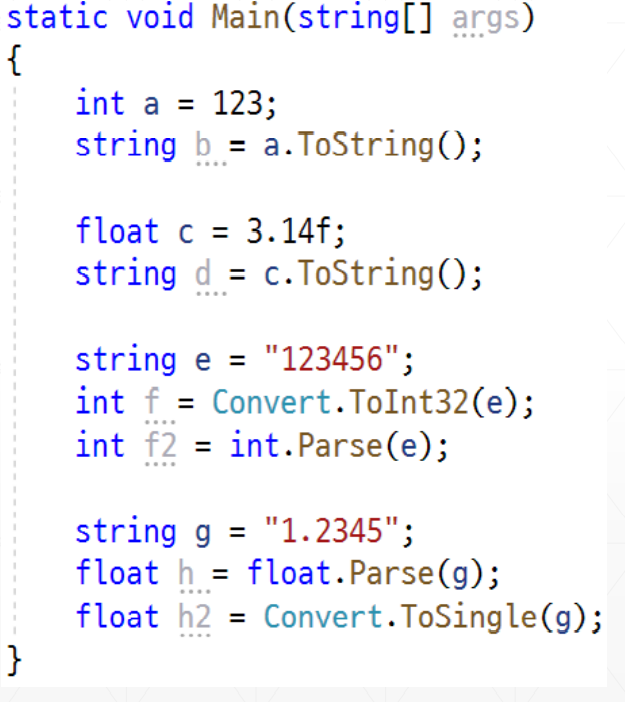 static void Main(string[] args)
{
int a = 123;
string b = a.ToString();
float c = 3.14f;
string d = c.ToString();
string e = "123456";
int f = Convert.ToInt32(e);
int f2 = int.Parse(e);
string g = "1.2345";
float h = float.Parse(g);
float h2 = Convert.ToSingle(g);
}